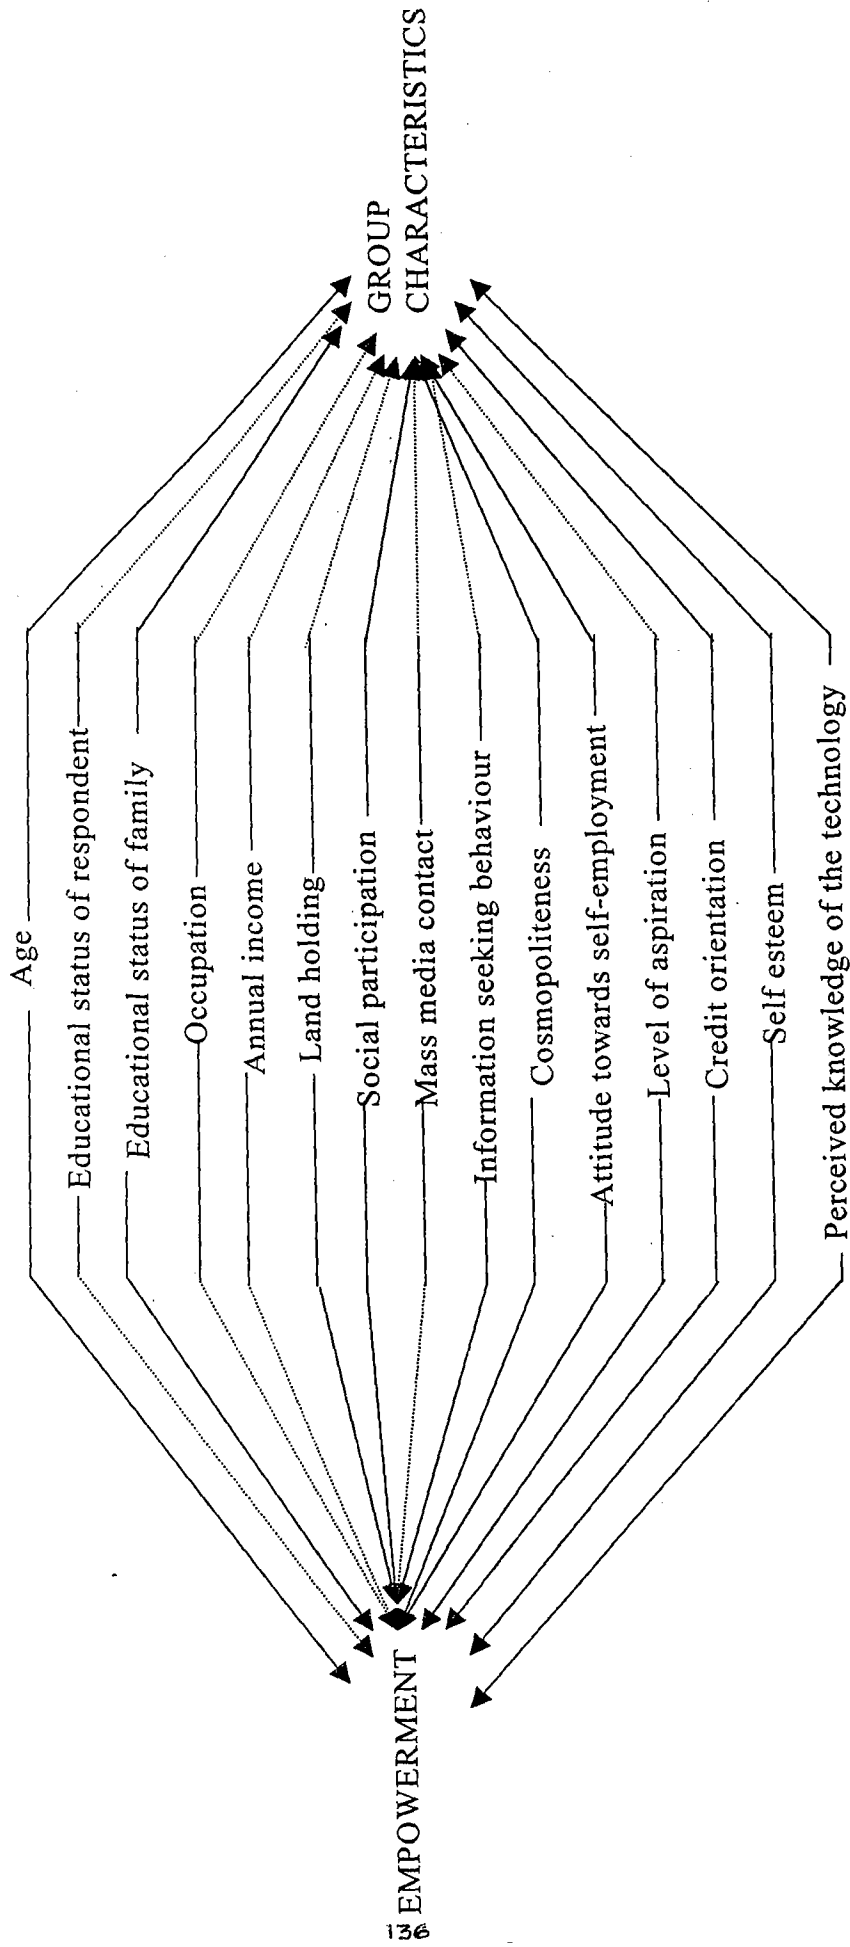 Age
Educational status of respondent
Educational status of family
Occupation
Annual income
Land holding
Social participation
Mass media contact
Information seeking behaviour
Cosmopoliteness
Attitude towards self-employment
Level of aspiration
Credit orientation
Self esteem
Perceived knowledge of the technology
EMPOWERMENT
GROUP
CHARACTERISTICS
136